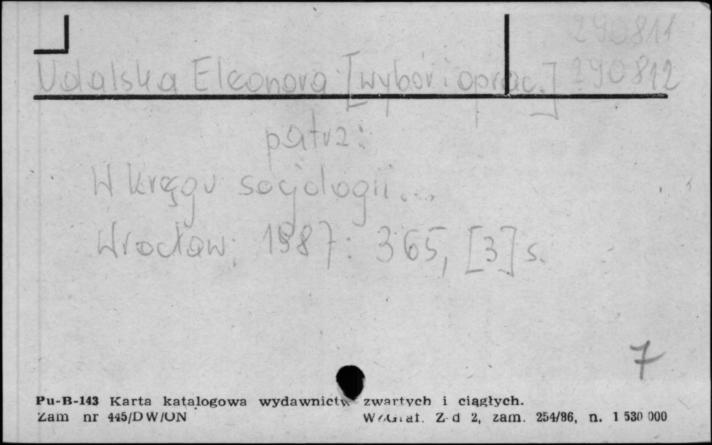 290811
Udalska Eleonora [wybór i oprac.] 290812
patrz:
W kręgu socjologii...
Wrocław; 1987: 365, [3] s.
7
Pu-B-143 Karta katalogowa wydawnictw zwartych i ciągłych.
Zam nr 445/DW/UN Z-d 2, zam. 254/86, n. 1 530 000